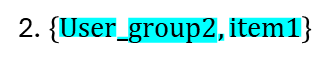 2. {User_group2, item1}